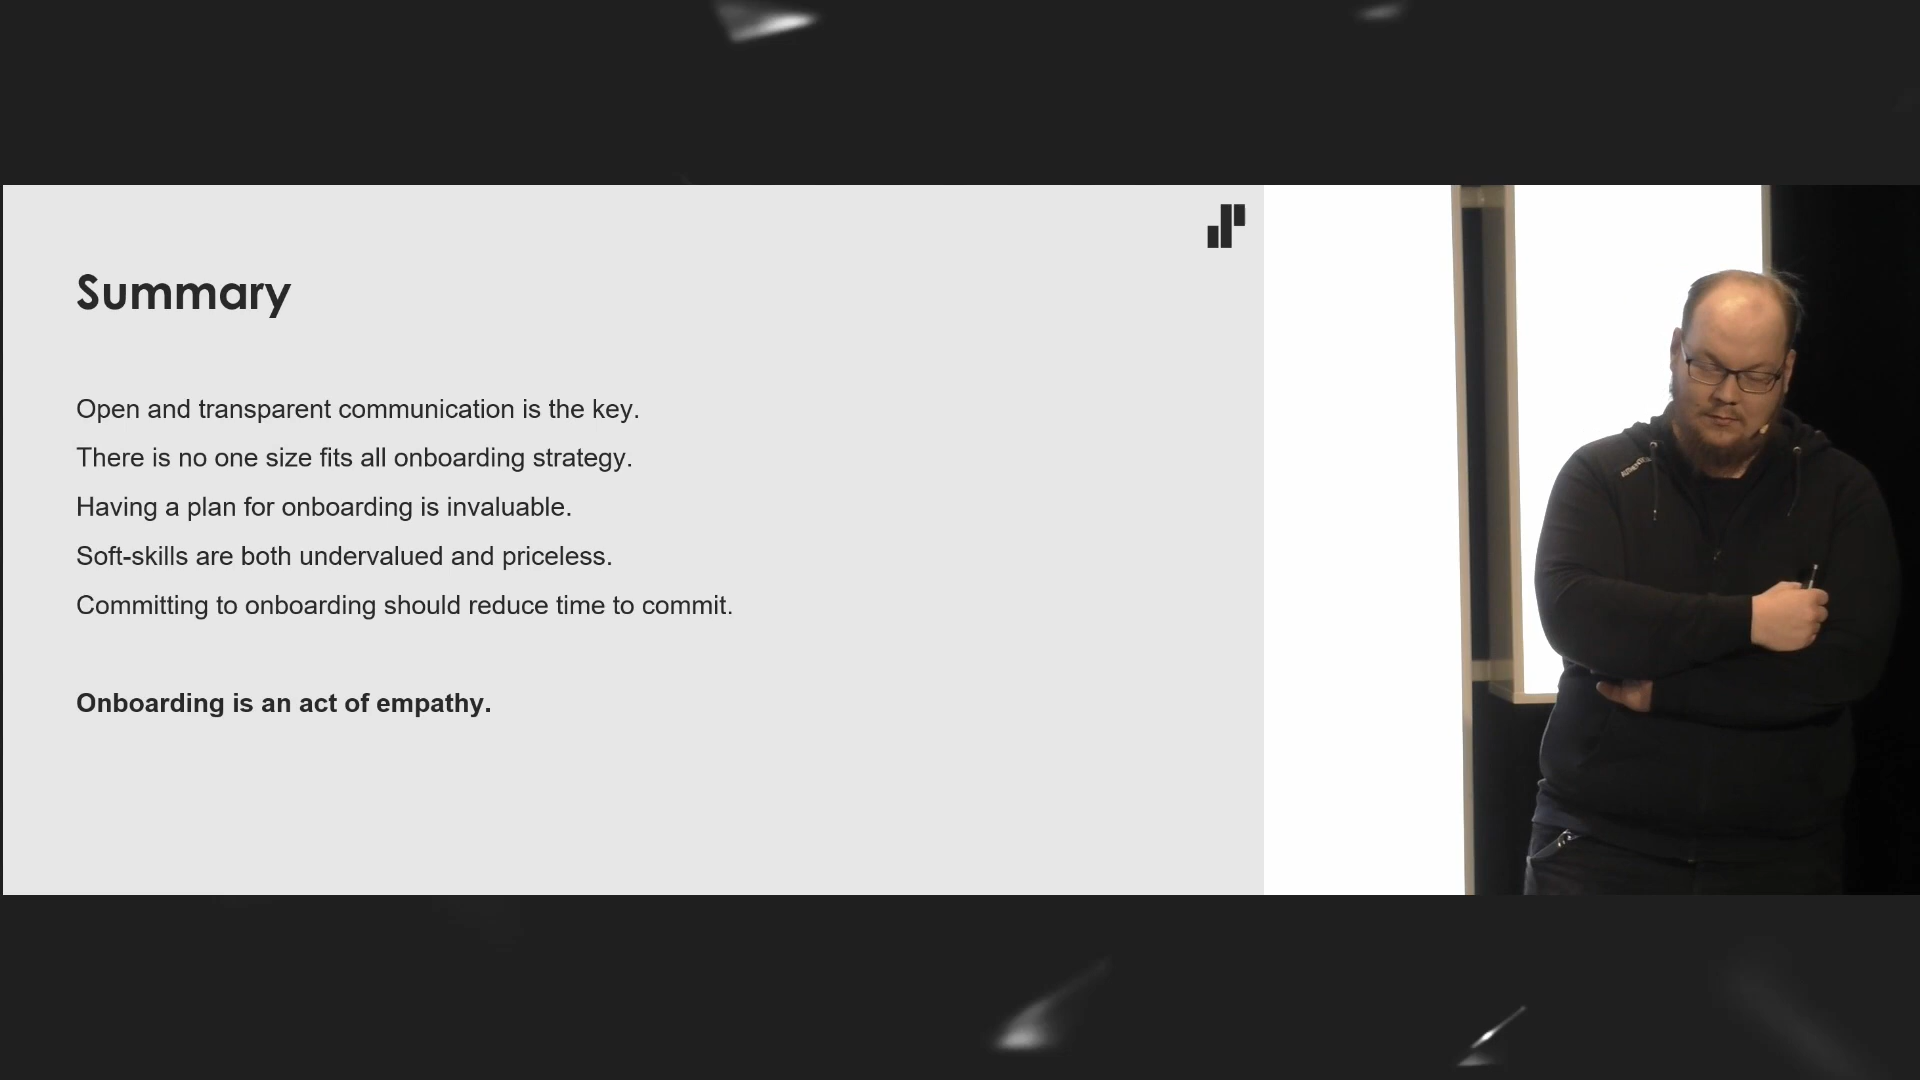 Summary
Open and transparent communication is the key.
There is no one size fits all onboarding strategy.
Having a plan for onboarding is invaluable.
Soft-skills are both undervalued and priceless.
Committing to onboarding should reduce time to commit.
Onboarding is an act of empathy.